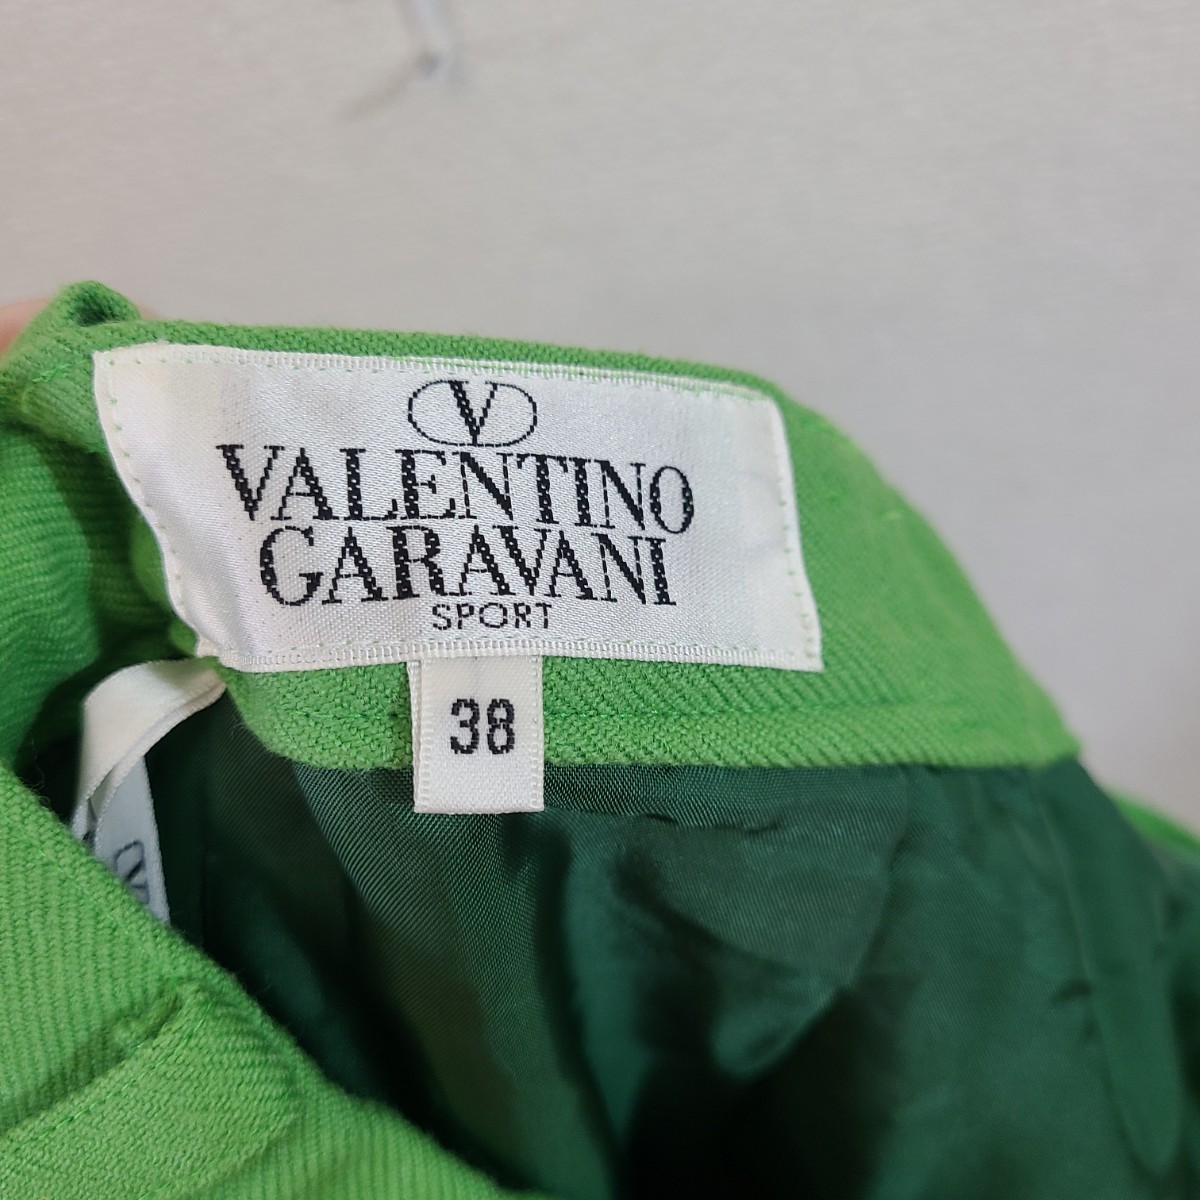 V
VALENTINO
GARAVANI
SPORT
38